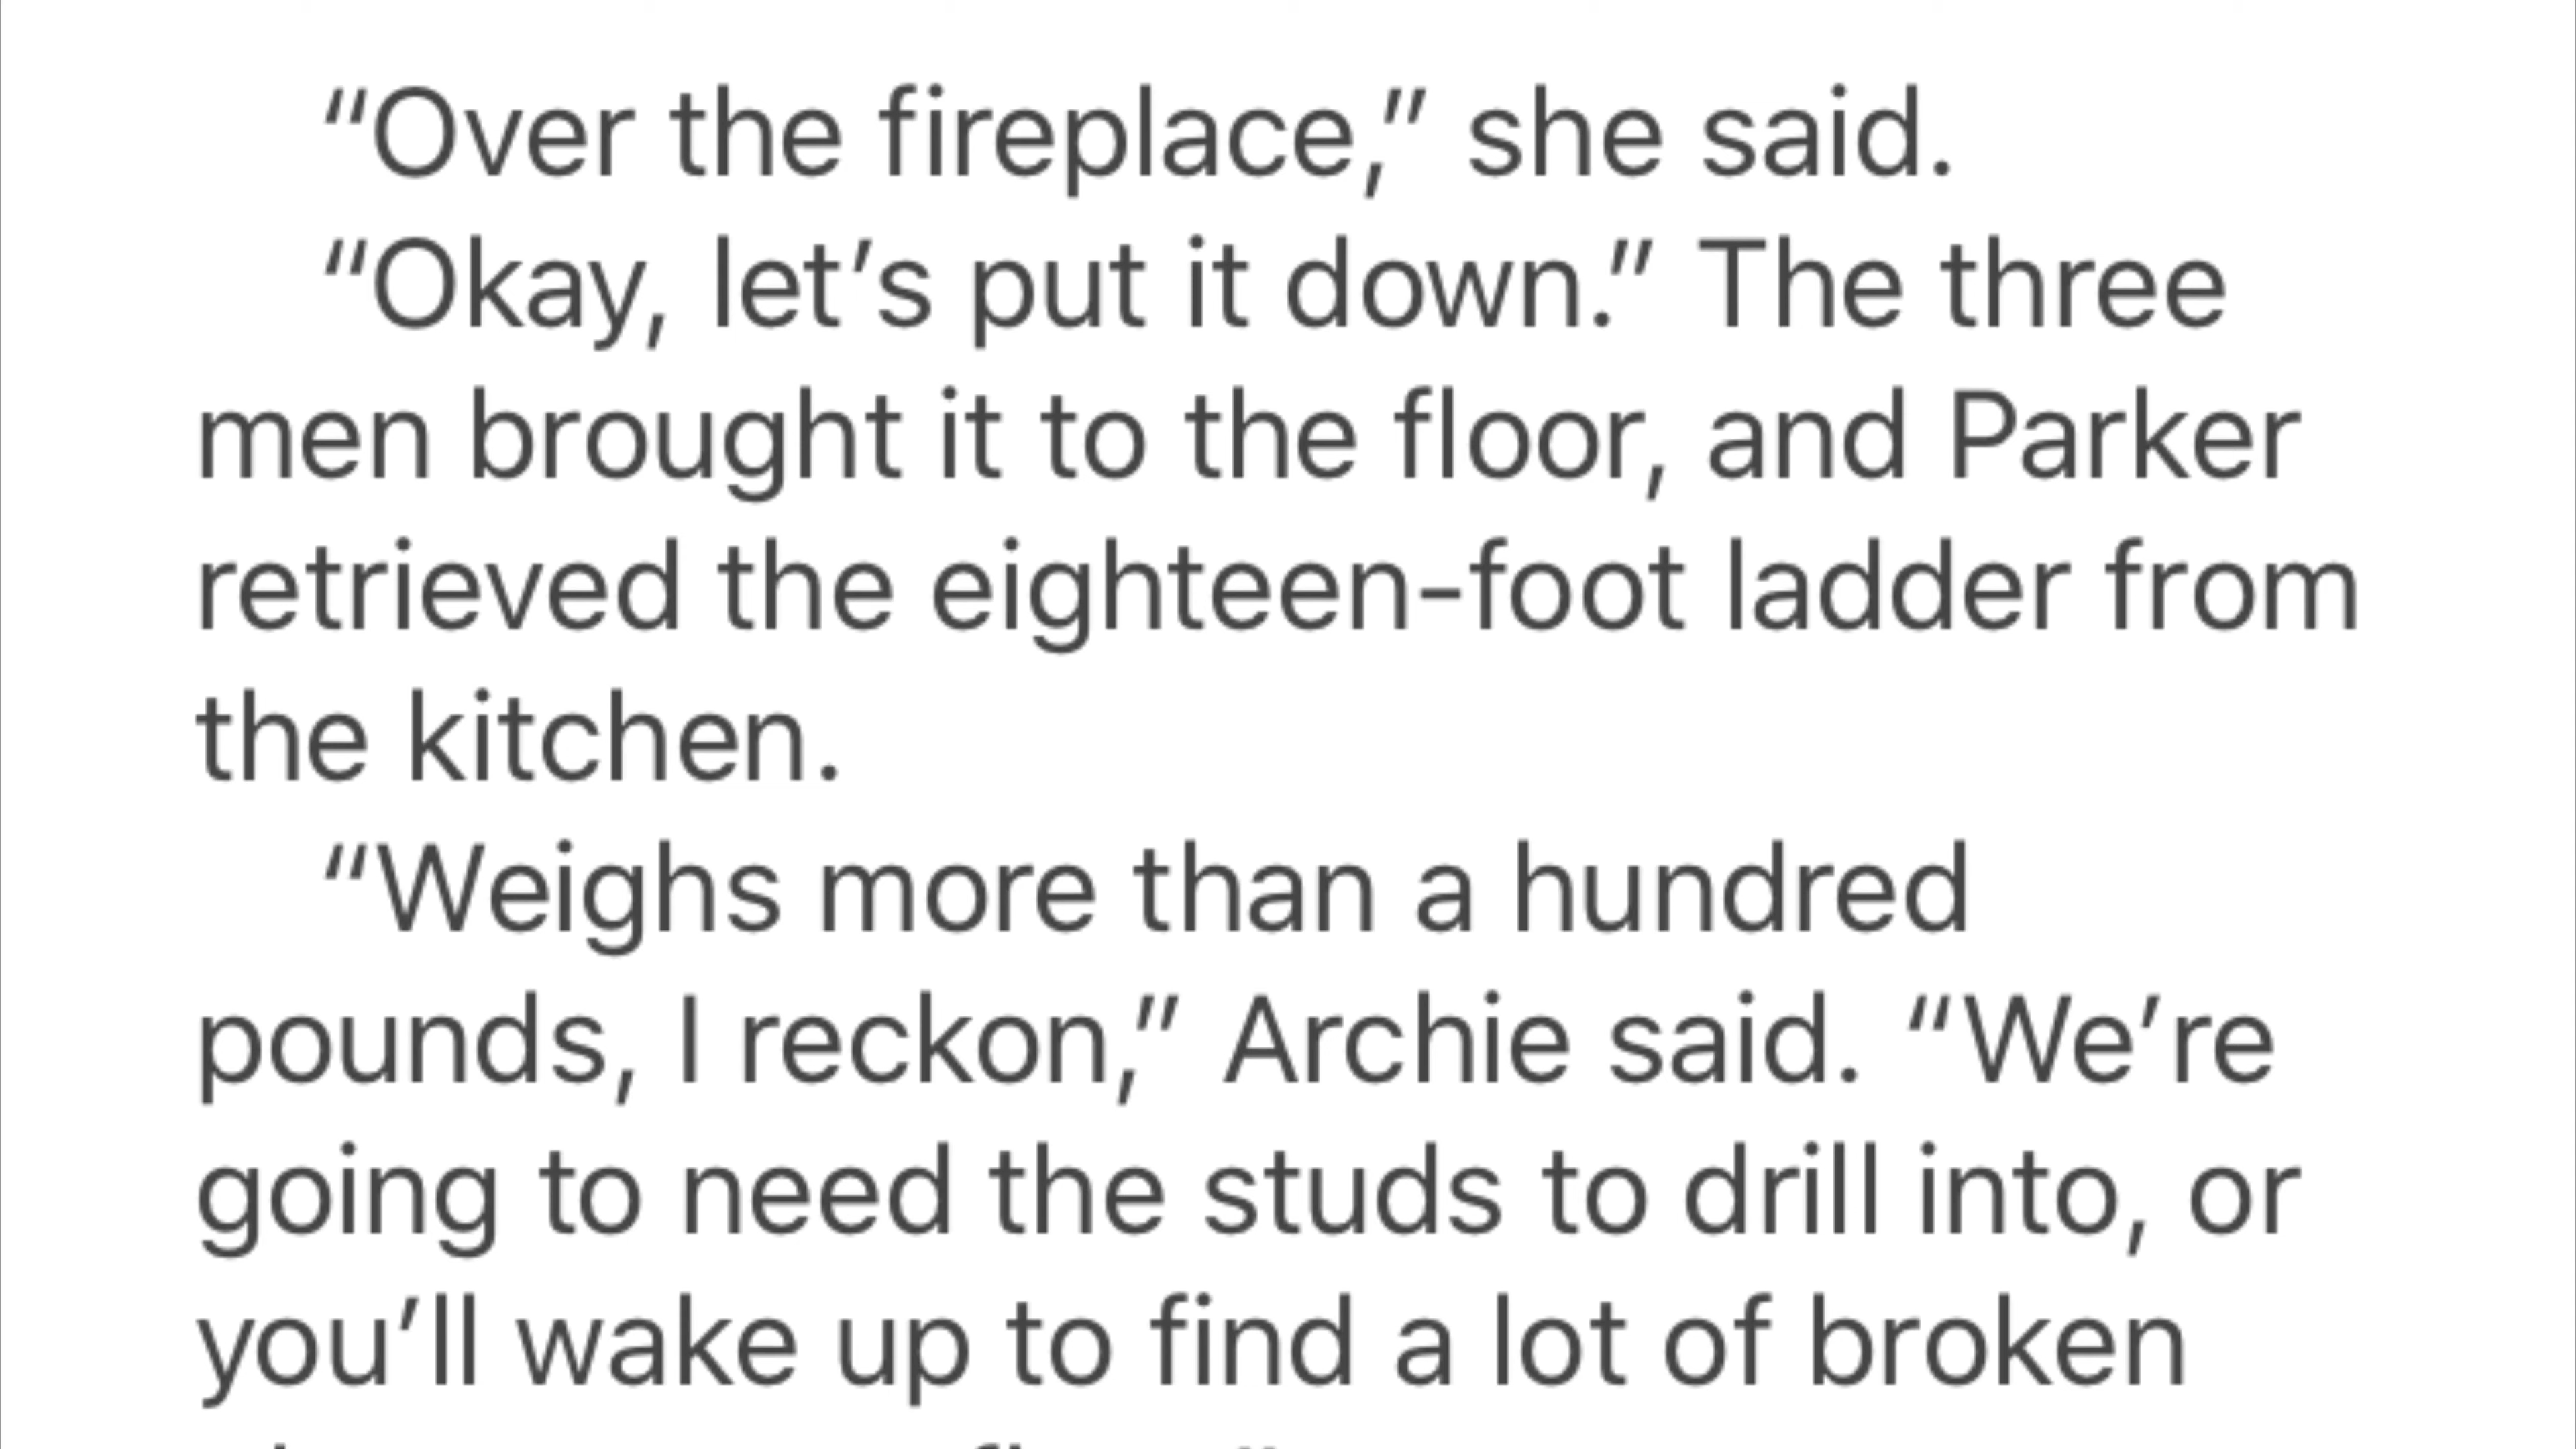 “Over the fireplace,” she said.
“Okay, let’s put it down.” The three
men brought it to the floor, and Parker
retrieved the eighteen-foot ladder from
the kitchen.
“Weighs more than a hundred
pounds, I reckon,” Archie said. “We’re
going to need the studs to drill into, or
you’ll wake up to find a lot of broken